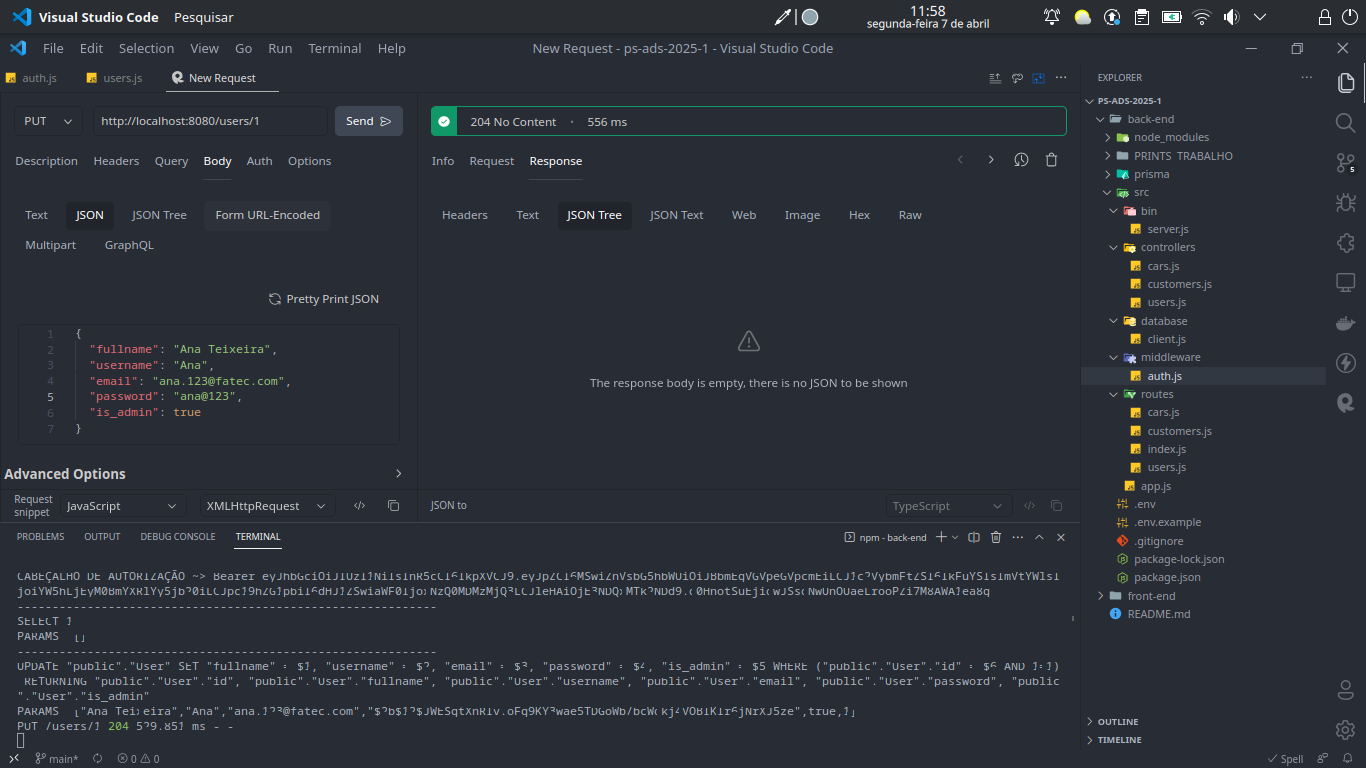 Visual Studio Code Pesquisar
11:58
segunda-feira 7 de abril
File Edit Selection View Go Run Terminal Help
New Request - ps-ads-2025-1 - Visual Studio Code
auth.js users.js New Request
PUT http://localhost:8080/users/1 Send
Description Headers Query Body Auth Options
Text JSON JSON Tree Form URL-Encoded
Multipart GraphQL
Pretty Print JSON
1 {
2 "fullname": "Ana Teixeira",
3 "username": "Ana",
4 "email": "ana.123@fatec.com",
5 "password": "ana@123",
6 "is_admin": true
7 }
Advanced Options
Request snippet JavaScript XMLHttpRequest
204 No Content · 556 ms
Info Request Response
Headers Text JSON Tree JSON Text Web Image Hex Raw
The response body is empty, there is no JSON to be shown
JSON to TypeScript
PROBLEMS OUTPUT DEBUG CONSOLE TERMINAL
npm - back-end
CABEÇALHO DE AUTORIZAÇÃO ~> Bearer
------------------------------------------------------------
SELECT 1
PARAMS []
------------------------------------------------------------
UPDATE "public"."User" SET "fullname" = $1, "username" = $2, "email" = $3, "password" = $4, "is_admin" = $5 WHERE ("public"."User"."id" = $6 AND 1=1)
RETURNING "public"."User"."id", "public"."User"."fullname", "public"."User"."username", "public"."User"."email", "public"."User"."password", "public
"."User"."is_admin"
PARAMS ["Ana Teixeira","Ana","ana.123@fatec.com", ,true,1]
PUT /users/1 204 529.851 ms - -
EXPLORER
PS-ADS-2025-1
back-end
node_modules
PRINTS TRABALHO
prisma
src
bin
server.js
controllers
cars.js
customers.js
users.js
database
client.js
middleware
auth.js
routes
cars.js
customers.js
index.js
users.js
app.js
.env
.env.example
.gitignore
package-lock.json
package.json
front-end
README.md
OUTLINE
TIMELINE
5
main* 0 0
Spell